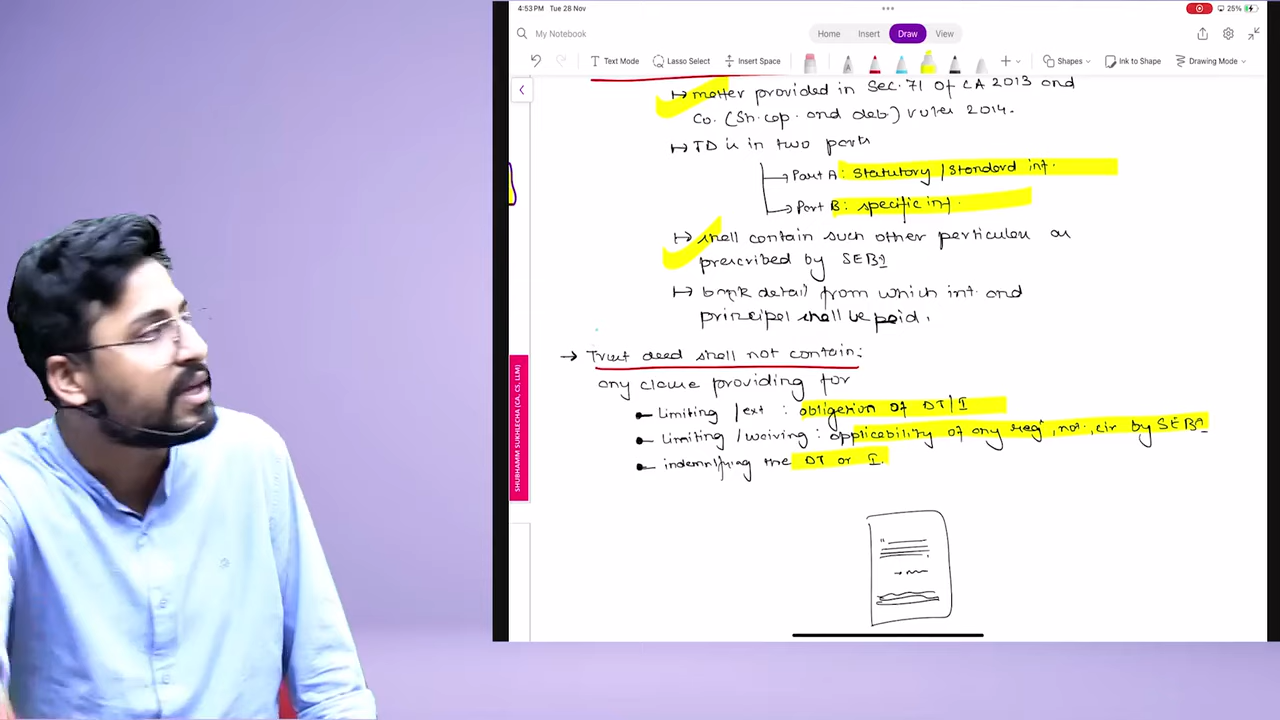 4:53 PM Tue 28 Nov
25%
My Notebook
Home Insert Draw View
Text Mode Lasso Select Insert Space Shapes Ink to Shape Drawing Mode
matter provided in Sec. 71 of CA 2013 and
Co. (Sh. cap. and deb.) rules 2014.
TD is in two parts
Part A : Statutory / Standard inf.
Part B : specific inf.
shall contain such other particulars as
prescribed by SEBI
bank detail from which int. and
principal shall be paid.
→ Trust deed shall not contain:
any clause providing for
Limiting / ext : obligation of DT / I
Limiting / waiving : applicability of any reg, not., cir by SEBI
indemnifying the DT or I.
SHUBHAMM SUKHLECHA (CA, CS, LLM)